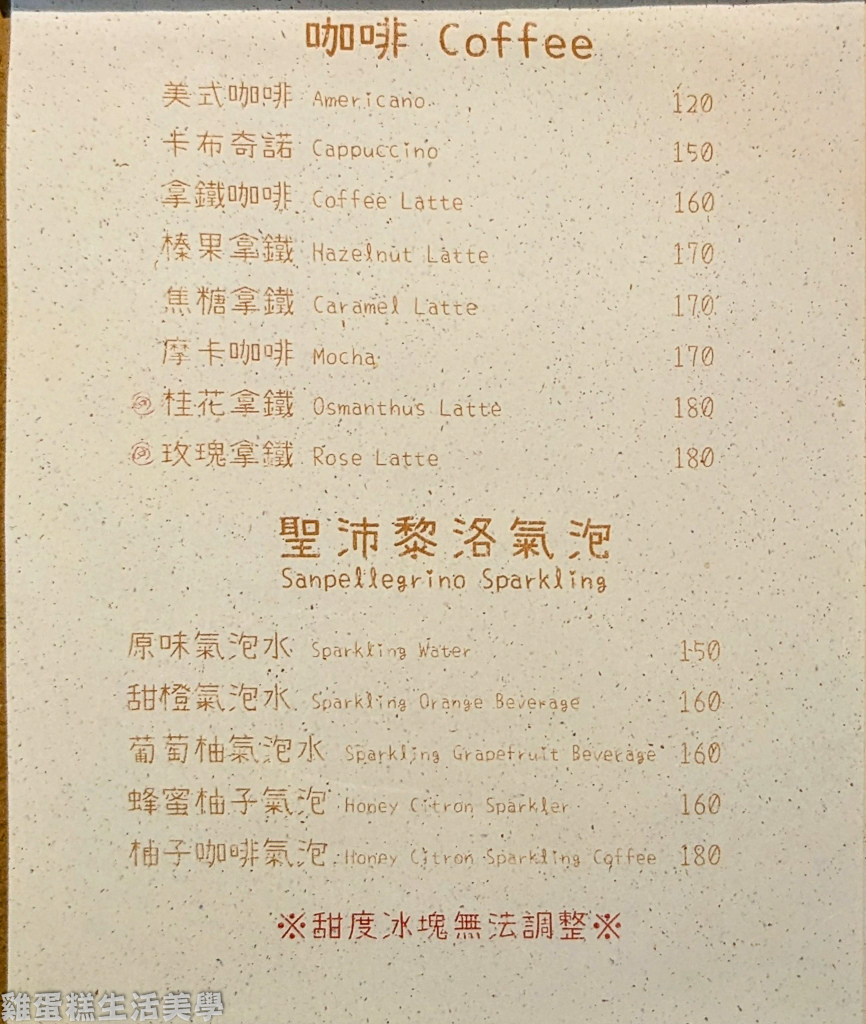 咖啡 Coffee
美式咖啡 Americano 120
卡布奇諾 Cappuccino 150
拿鐵咖啡 Coffee Latte 160
榛果拿鐵 Hazelnut Latte 170
焦糖拿鐵 Caramel Latte 170
摩卡咖啡 Mocha 170
桂花拿鐵 Osmanthus Latte 180
玫瑰拿鐵 Rose Latte 180
聖沛黎洛氣泡
Sanpellegrino Sparkling
原味氣泡水 Sparkling Water 150
甜橙氣泡水 Sparkling Orange Beverage 160
葡萄柚氣泡水 Sparkling Grapefruit Beverage 160
蜂蜜柚子氣泡 Honey Citron Sparkler 160
柚子咖啡氣泡 Honey Citron Sparkling Coffee 180
※甜度冰塊無法調整※
雞蛋糕生活美學